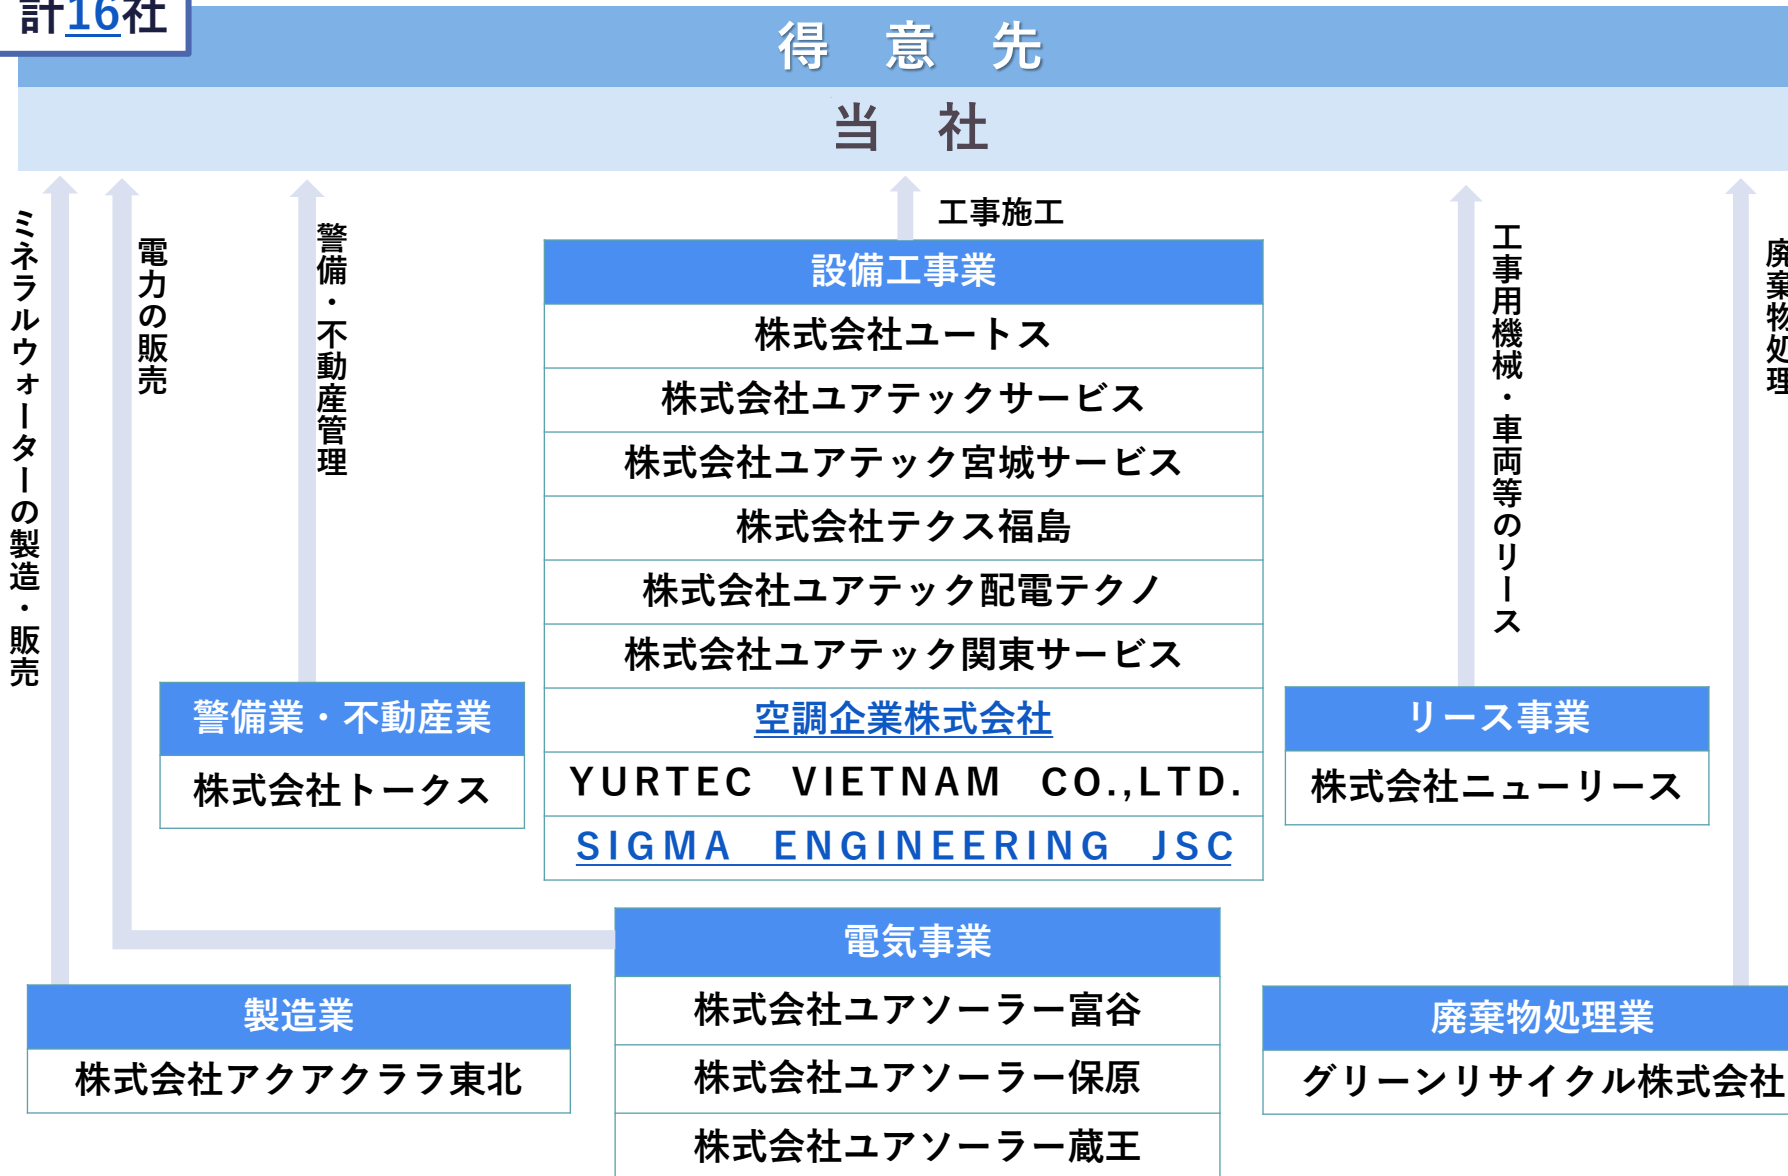 計16社
得 意 先
当 社
ミネラルウォーターの製造・販売
電力の販売
警備・不動産管理
工事施工
工事用機械・車両等のリース
廃棄物処理
設備工事業
株式会社ユートス
株式会社ユアテックサービス
株式会社ユアテック宮城サービス
株式会社テクス福島
株式会社ユアテック配電テクノ
株式会社ユアテック関東サービス
空調企業株式会社
YURTEC VIETNAM CO.,LTD.
SIGMA ENGINEERING JSC
警備業・不動産業
株式会社トークス
リース事業
株式会社ニューリース
電気事業
株式会社ユアソーラー富谷
株式会社ユアソーラー保原
株式会社ユアソーラー蔵王
製造業
株式会社アクアクララ東北
廃棄物処理業
グリーンリサイクル株式会社